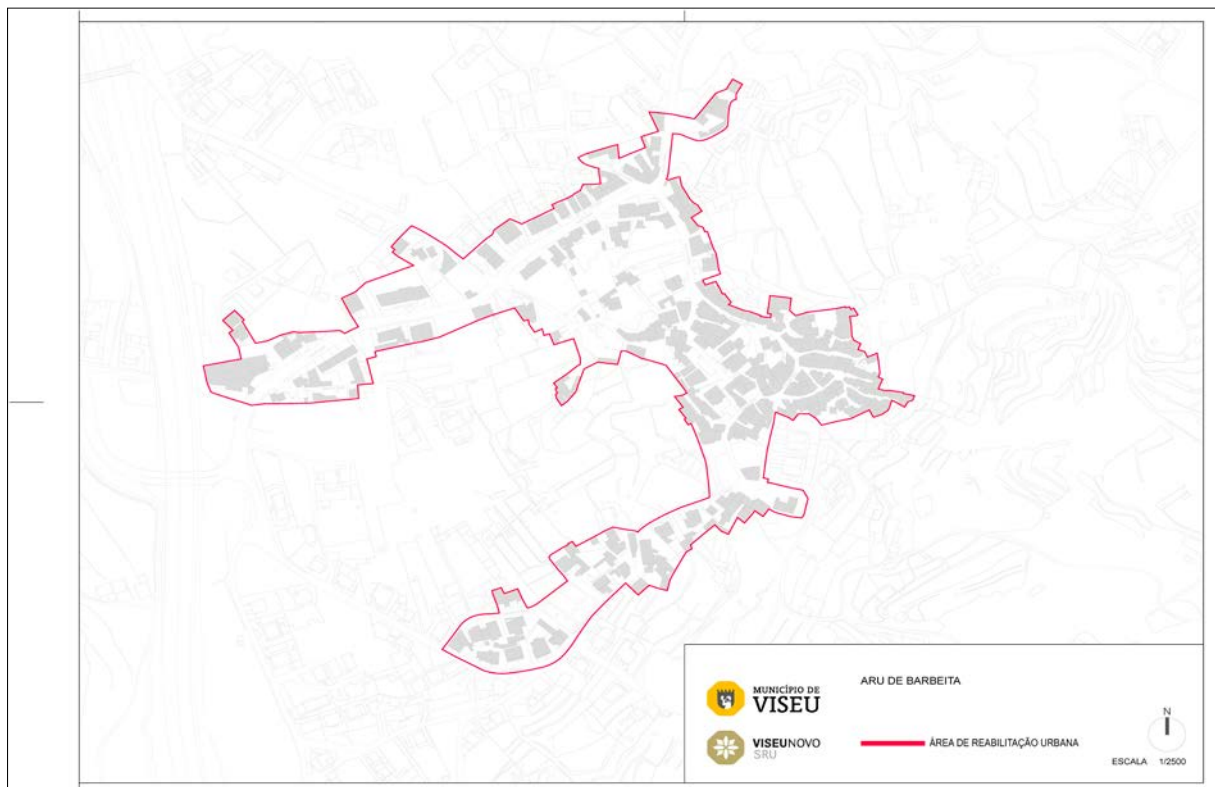 ARU DE BARBEITA
MUNICÍPIO DE
VISEU
VISEUNOVO
SRU
ÁREA DE REABILITAÇÃO URBANA
N
ESCALA 1/2500